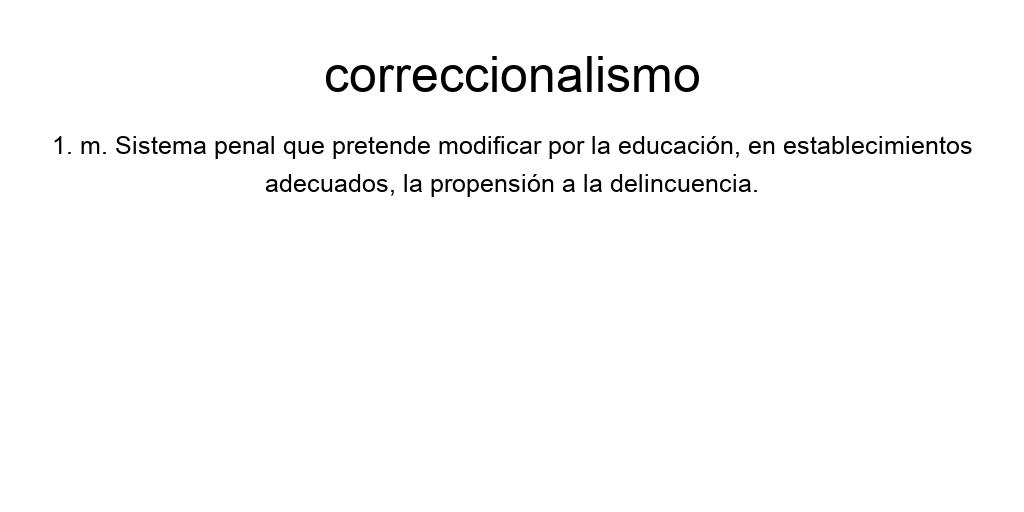 correccionalismo
1. m. Sistema penal que pretende modificar por la educación, en establecimientos
adecuados, la propensión a la delincuencia.